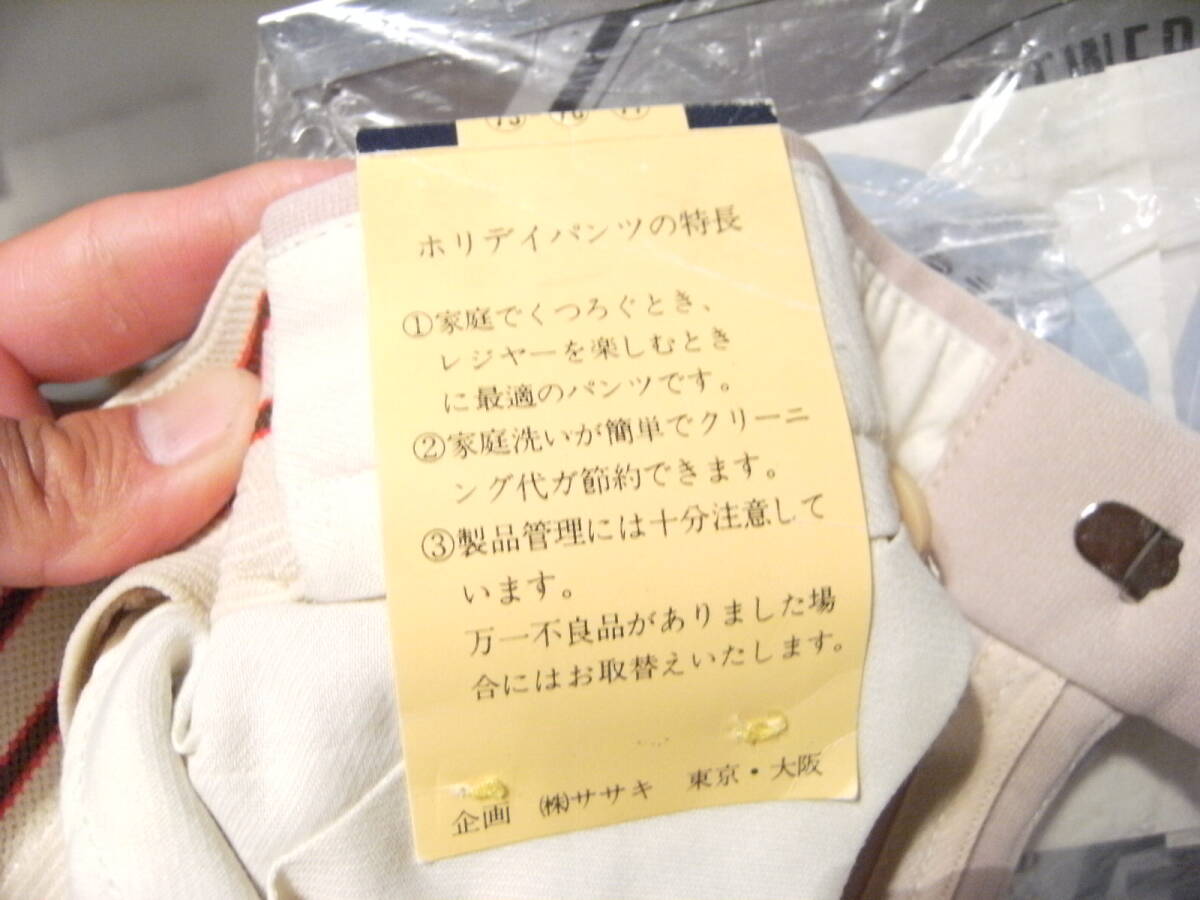 73 76 77
ホリデイパンツの特長
①家庭でくつろぐとき、
レジャーを楽しむとき
に最適のパンツです。
②家庭洗いが簡単でクリーニ
ング代ガ節約できます。
③製品管理には十分注意して
います。
万一不良品がありました場
合にはお取替えいたします。
企画 ㈱ササキ 東京・大阪